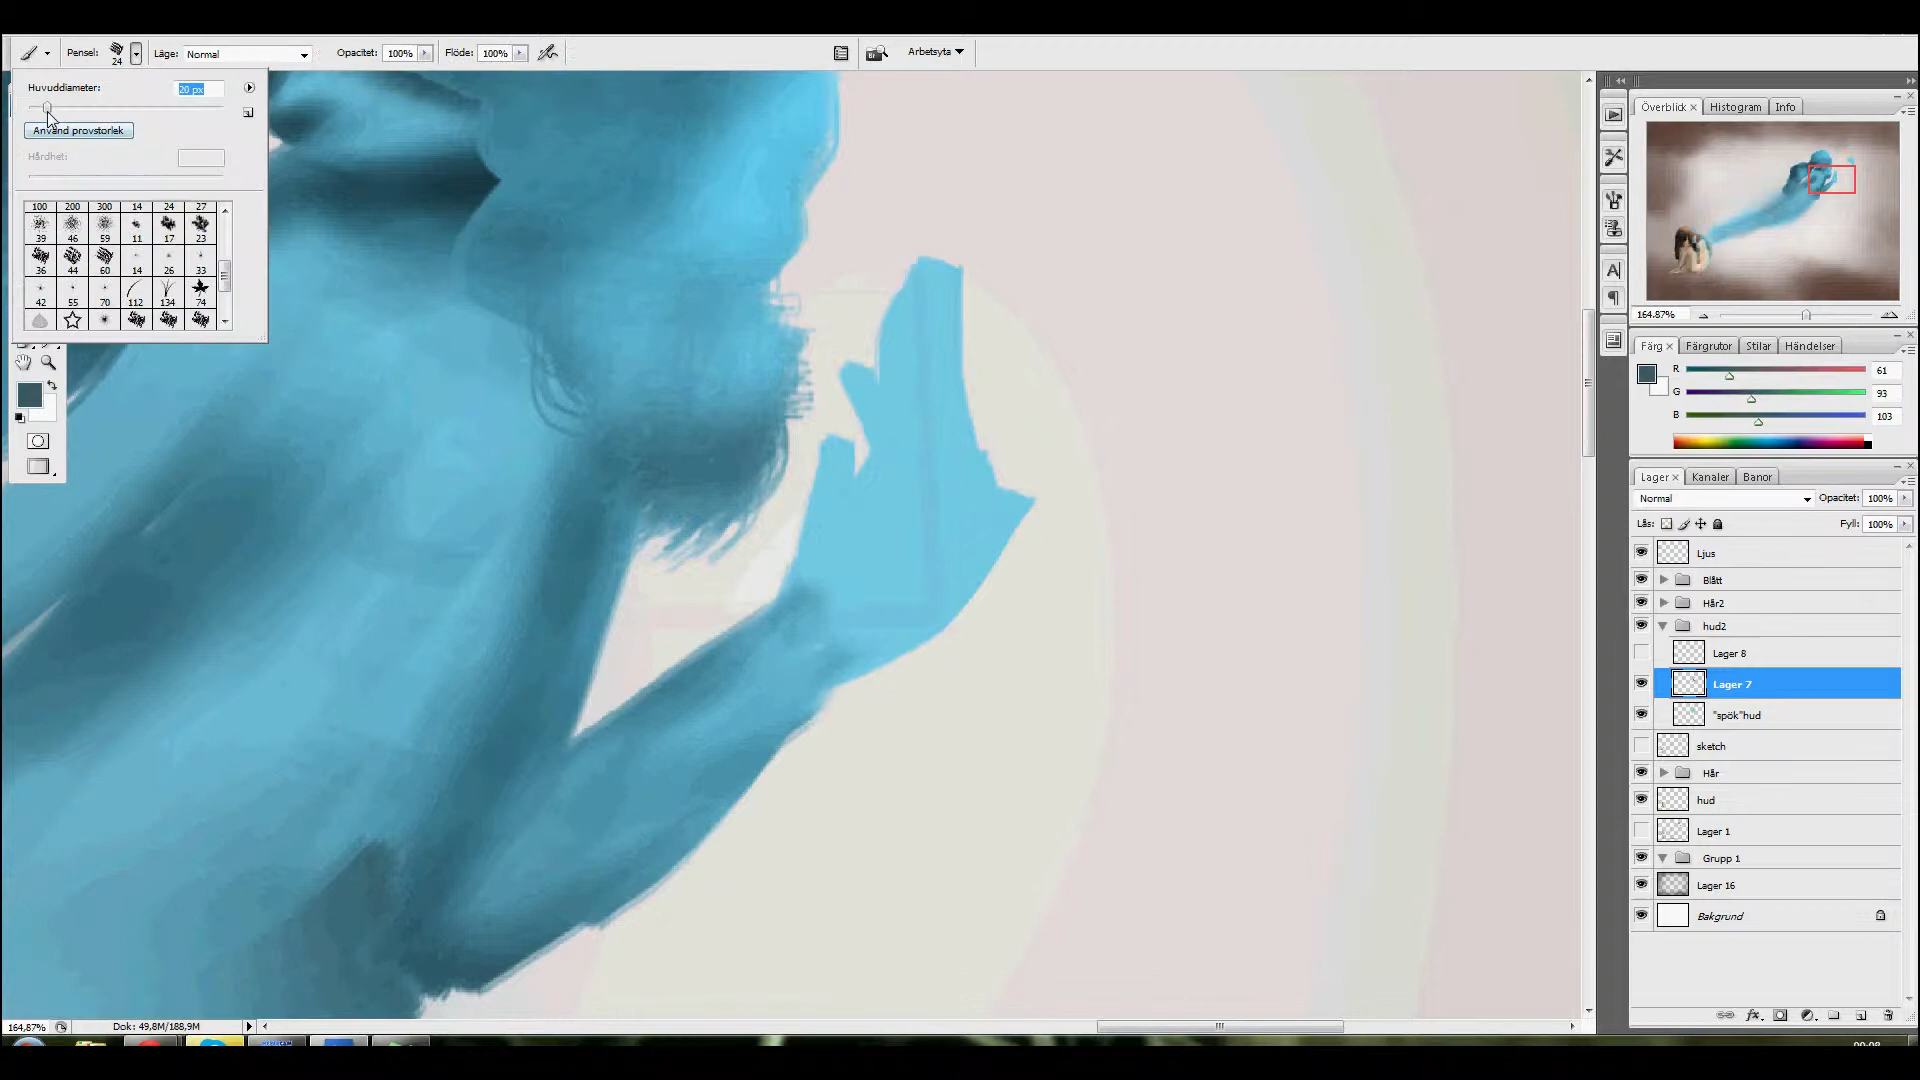 Pensel: 24 Läge: Normal Opacitet: 100% Flöde: 100% Arbetsyta
Huvuddiameter: 20 px
Använd provstorlek
Hårdhet:
100 200 300 14 24 27
39 46 59 11 17 23
36 44 60 14 26 33
42 55 70 112 134 74
Överblick Histogram Info
164.87%
Färg Färgrutor Stilar Händelser
R 61
G 93
B 103
Lager Kanaler Banor
Normal Opacitet: 100%
Lås: Fyll: 100%
Ljus
Blått
Hår2
hud2
Lager 8
Lager 7
"spök"hud
sketch
Hår
hud
Lager 1
Grupp 1
Lager 16
Bakgrund
164,87% Dok: 49,8M/188,9M